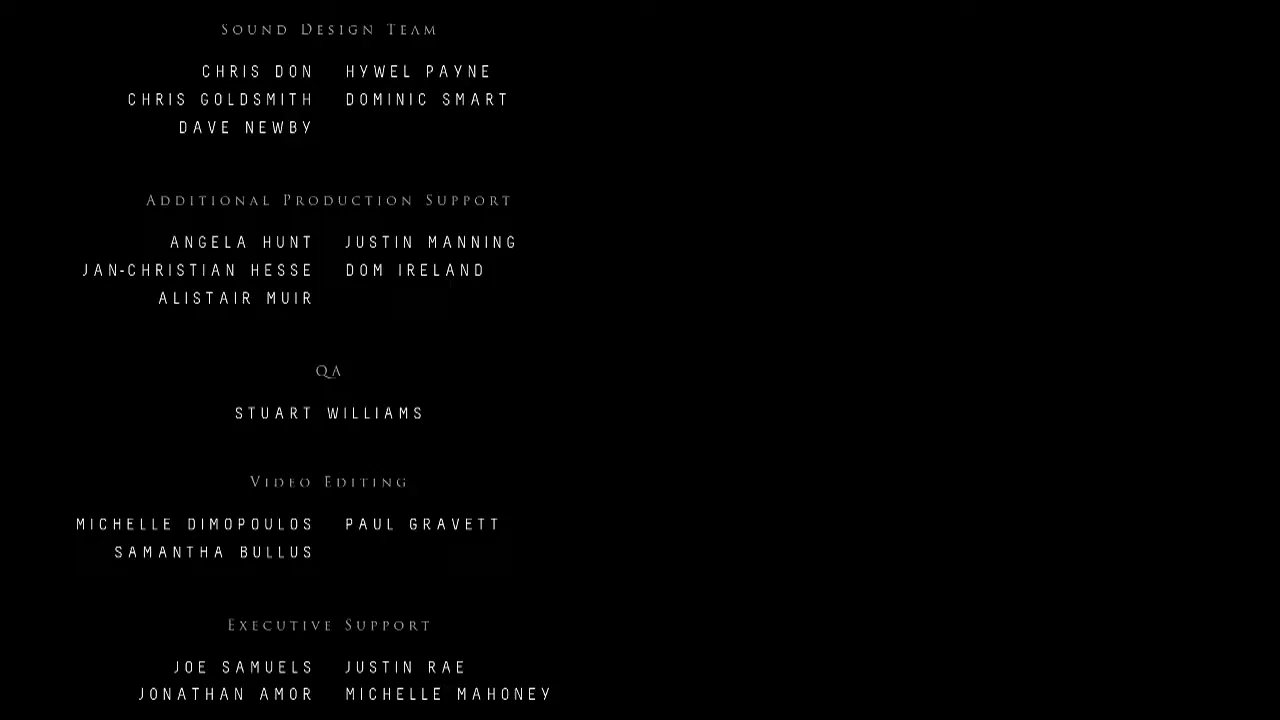 Sound Design Team
CHRIS DON HYWEL PAYNE
CHRIS GOLDSMITH DOMINIC SMART
DAVE NEWBY
Additional Production Support
ANGELA HUNT JUSTIN MANNING
JAN-CHRISTIAN HESSE DOM IRELAND
ALISTAIR MUIR
QA
STUART WILLIAMS
Video Editing
MICHELLE DIMOPOULOS PAUL GRAVETT
SAMANTHA BULLUS
Executive Support
JOE SAMUELS JUSTIN RAE
JONATHAN AMOR MICHELLE MAHONEY